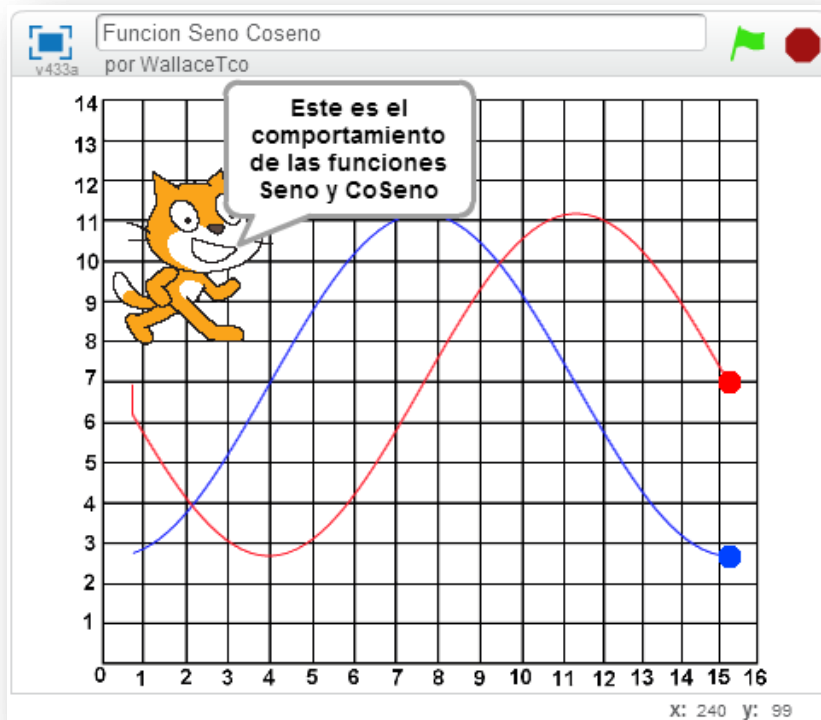 Funcion Seno Coseno
v433a
por WallaceTco
Este es el
comportamiento
de las funciones
Seno y CoSeno
14
13
12
11
10
9
8
7
6
5
4
3
2
1
0 1 2 3 4 5 6 7 8 9 10 11 12 13 14 15 16
x: 240 y: 99